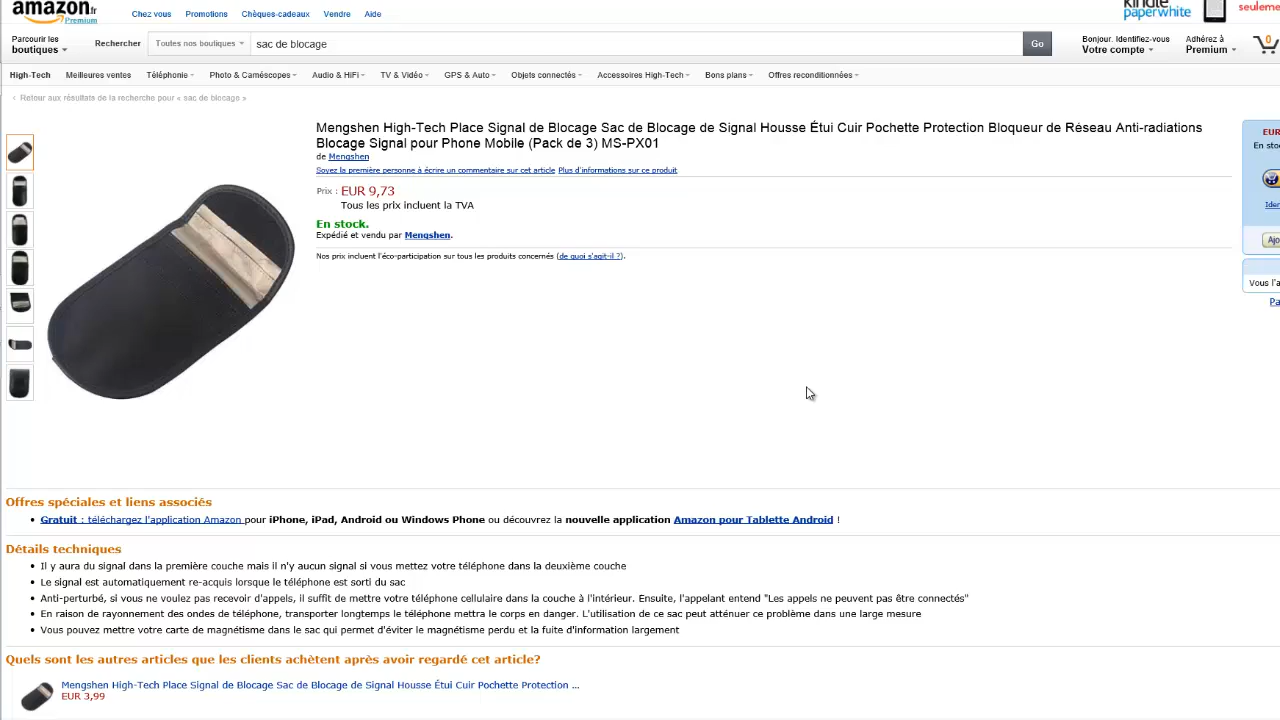 amazon.fr
Premium
Chez vous Promotions Chèques-cadeaux Vendre Aide
kindle
paperwhite
seuleme
Parcourir les
boutiques
Rechercher
Toutes nos boutiques
sac de blocage
Go
Bonjour. Identifiez-vous
Votre compte
Adhérez à
Premium
0
High-Tech Meilleures ventes Téléphonie Photo & Caméscopes Audio & HiFi TV & Vidéo GPS & Auto Objets connectés Accessoires High-Tech Bons plans Offres reconditionnées
‹ Retour aux résultats de la recherche pour « sac de blocage »
Mengshen High-Tech Place Signal de Blocage Sac de Blocage de Signal Housse Étui Cuir Pochette Protection Bloqueur de Réseau Anti-radiations
Blocage Signal pour Phone Mobile (Pack de 3) MS-PX01
de Mengshen
Soyez la première personne à écrire un commentaire sur cet article Plus d'informations sur ce produit
Prix : EUR 9,73
Tous les prix incluent la TVA
En stock.
Expédié et vendu par Mengshen.
Nos prix incluent l'éco-participation sur tous les produits concernés (de quoi s'agit-il ?).
EUR
En sto
Iden
Ajo
Vous l'a
Pa
Offres spéciales et liens associés
• Gratuit : téléchargez l'application Amazon pour iPhone, iPad, Android ou Windows Phone ou découvrez la nouvelle application Amazon pour Tablette Android !
Détails techniques
• Il y aura du signal dans la première couche mais il n'y aucun signal si vous mettez votre téléphone dans la deuxième couche
• Le signal est automatiquement re-acquis lorsque le téléphone est sorti du sac
• Anti-perturbé, si vous ne voulez pas recevoir d'appels, il suffit de mettre votre téléphone cellulaire dans la couche à l'intérieur. Ensuite, l'appelant entend "Les appels ne peuvent pas être connectés"
• En raison de rayonnement des ondes de téléphone, transporter longtemps le téléphone mettra le corps en danger. L'utilisation de ce sac peut atténuer ce problème dans une large mesure
• Vous pouvez mettre votre carte de magnétisme dans le sac qui permet d'éviter le magnétisme perdu et la fuite d'information largement
Quels sont les autres articles que les clients achètent après avoir regardé cet article?
Mengshen High-Tech Place Signal de Blocage Sac de Blocage de Signal Housse Étui Cuir Pochette Protection ...
EUR 3,99